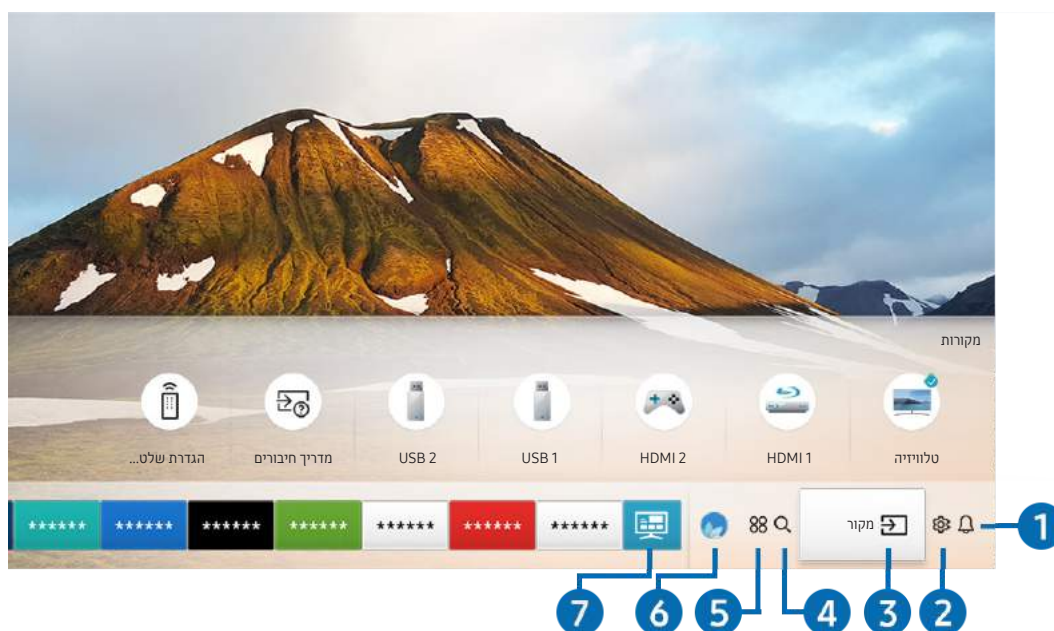 מקורות
טלוויזיה
HDMI 1
HDMI 2
USB 1
USB 2
מדריך חיבורים
הגדרת שלט...
מקור
******
******
******
******
******
******
******
1
2
3
4
5
6
7